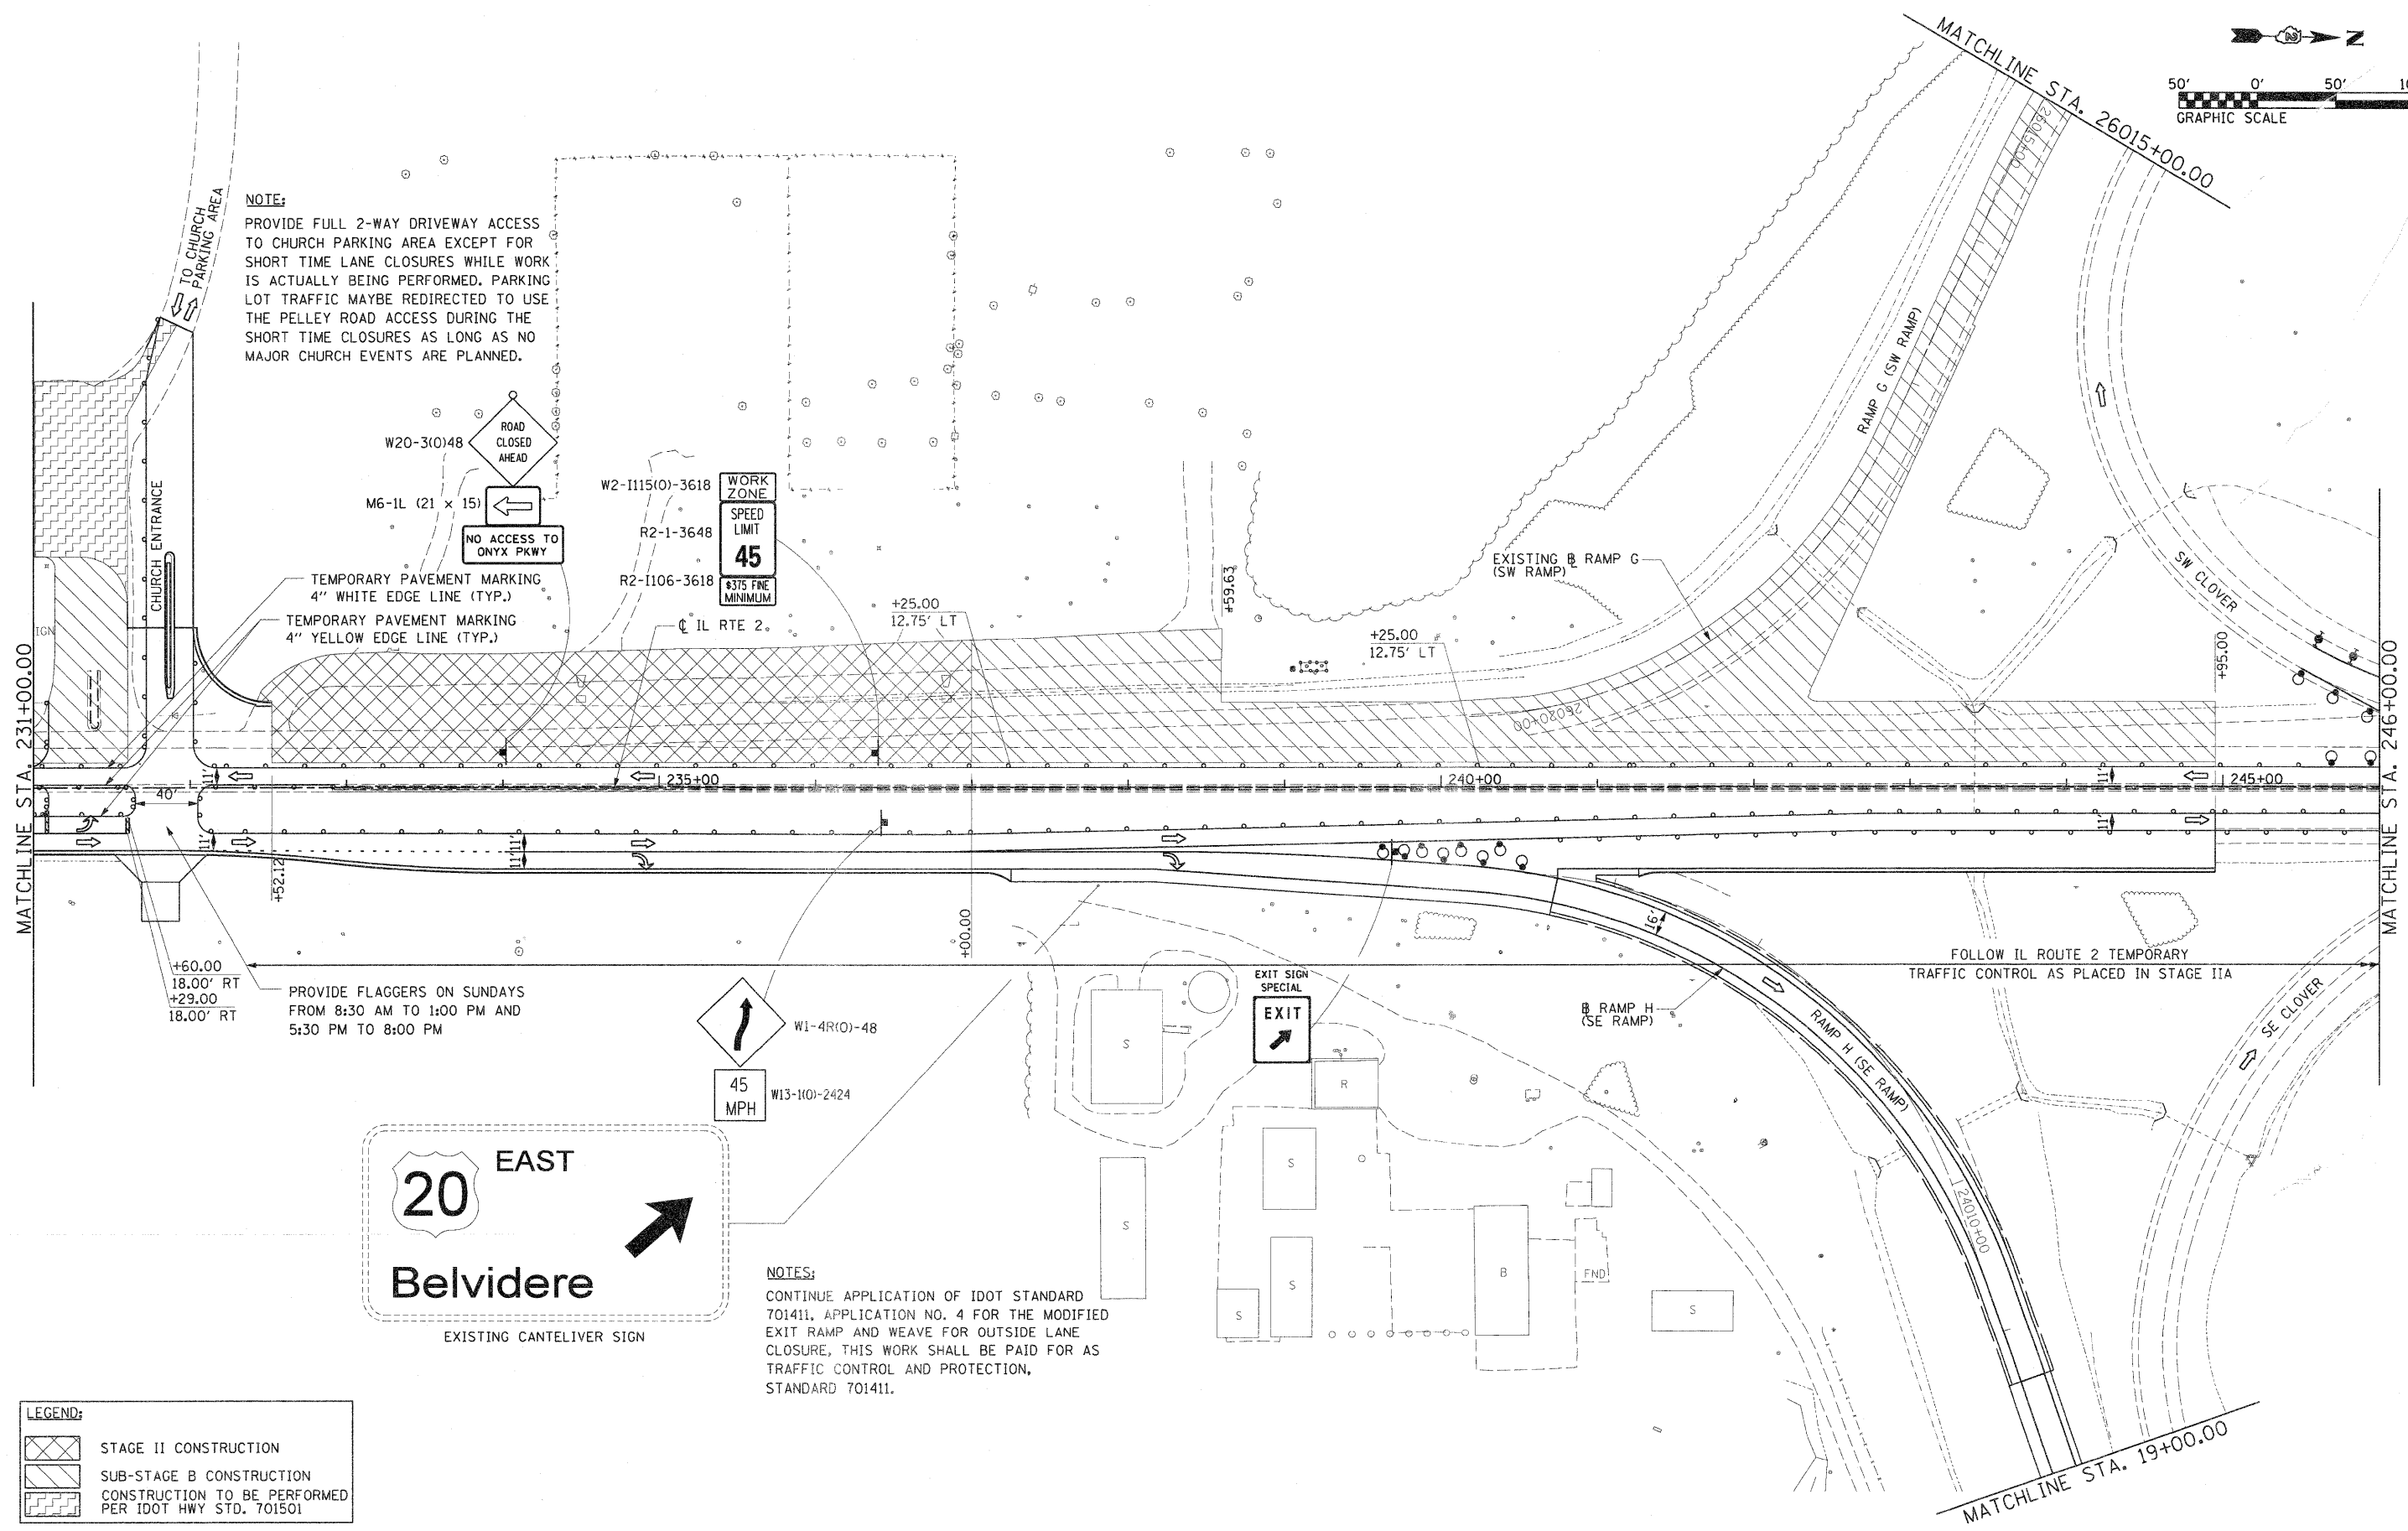 MATCHLINE STA. 26015+00.00
N
50' 0' 50'
GRAPHIC SCALE
TO CHURCH
PARKING AREA
NOTE:
PROVIDE FULL 2-WAY DRIVEWAY ACCESS
TO CHURCH PARKING AREA EXCEPT FOR
SHORT TIME LANE CLOSURES WHILE WORK
IS ACTUALLY BEING PERFORMED. PARKING
LOT TRAFFIC MAYBE REDIRECTED TO USE
THE PELLEY ROAD ACCESS DURING THE
SHORT TIME CLOSURES AS LONG AS NO
MAJOR CHURCH EVENTS ARE PLANNED.
W20-3(O)48
ROAD
CLOSED
AHEAD
M6-1L (21 x 15)
NO ACCESS TO
ONYX PKWY
W2-I115(O)-3618
WORK
ZONE
R2-1-3648
SPEED
LIMIT
45
R2-I106-3618
$375 FINE
MINIMUM
CHURCH ENTRANCE
TEMPORARY PAVEMENT MARKING
4" WHITE EDGE LINE (TYP.)
TEMPORARY PAVEMENT MARKING
4" YELLOW EDGE LINE (TYP.)
IGN
℄ IL RTE 2
+25.00
12.75' LT
+59.63
+25.00
12.75' LT
EXISTING ℄ RAMP G
(SW RAMP)
RAMP G (SW RAMP)
26015+00
26020+00
SW CLOVER
+95.00
MATCHLINE STA. 231+00.00
MATCHLINE STA. 246+00.00
11'
235+00
240+00
11'
245+00
40'
11'
11'
11'
11'
+52.12
+00.00
16'
+60.00
18.00' RT
+29.00
18.00' RT
PROVIDE FLAGGERS ON SUNDAYS
FROM 8:30 AM TO 1:00 PM AND
5:30 PM TO 8:00 PM
W1-4R(O)-48
45
MPH
W13-1(O)-2424
EXIT SIGN
SPECIAL
EXIT
FOLLOW IL ROUTE 2 TEMPORARY
TRAFFIC CONTROL AS PLACED IN STAGE IIA
℄ RAMP H
(SE RAMP)
RAMP H (SE RAMP)
SE CLOVER
24010+00
S
R
S
S
S
S
B
FND
S
20 EAST
Belvidere
EXISTING CANTELIVER SIGN
NOTES:
CONTINUE APPLICATION OF IDOT STANDARD
701411, APPLICATION NO. 4 FOR THE MODIFIED
EXIT RAMP AND WEAVE FOR OUTSIDE LANE
CLOSURE, THIS WORK SHALL BE PAID FOR AS
TRAFFIC CONTROL AND PROTECTION,
STANDARD 701411.
LEGEND:
STAGE II CONSTRUCTION
SUB-STAGE B CONSTRUCTION
CONSTRUCTION TO BE PERFORMED
PER IDOT HWY STD. 701501
MATCHLINE STA. 19+00.00